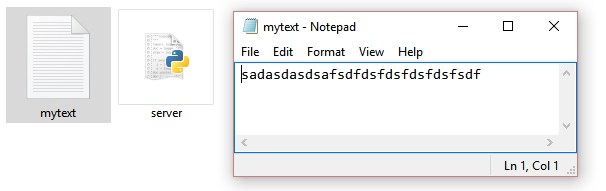 mytext
server
mytext - Notepad
File Edit Format View Help
sadasdasdsafsdfdsfdsfdsfdsfsdf
Ln 1, Col 1